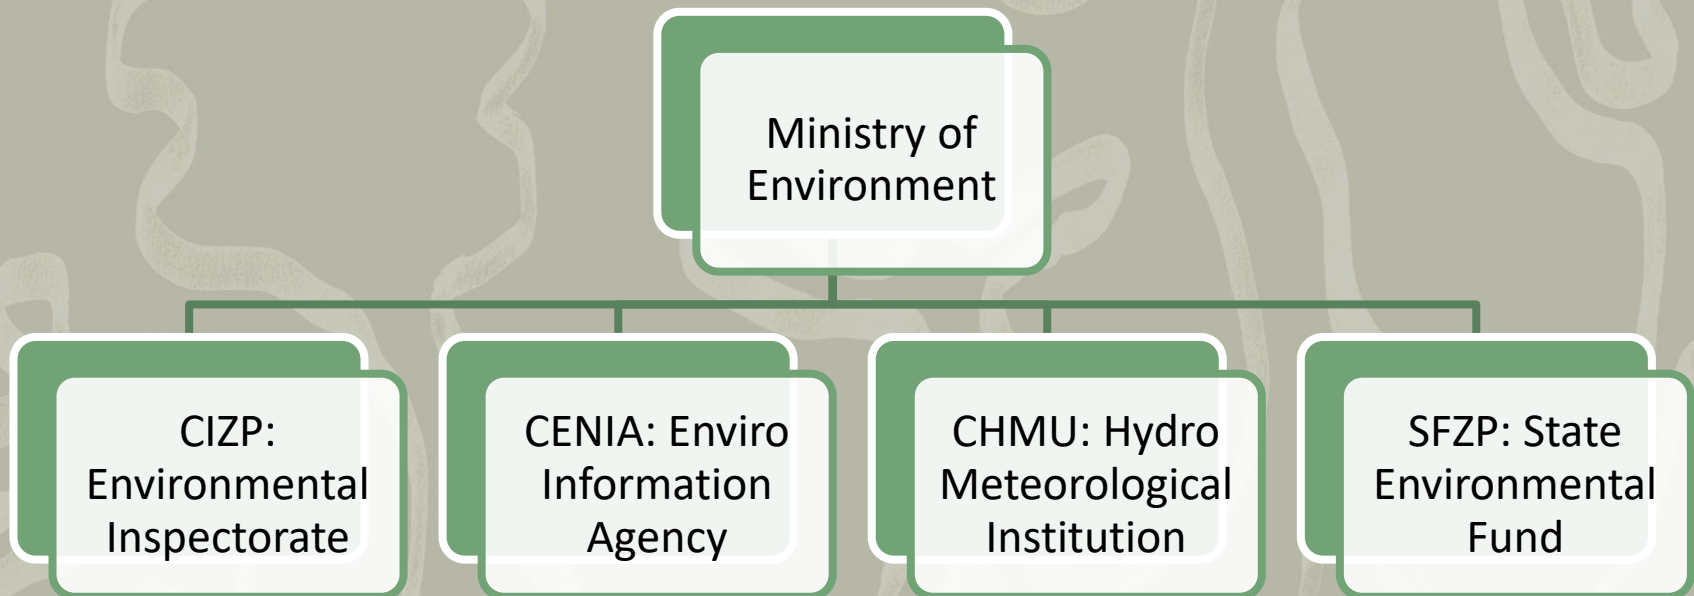 Ministry of
Environment
CIZP:
Environmental
Inspectorate
CENIA: Enviro
Information
Agency
CHMU: Hydro
Meteorological
Institution
SFZP: State
Environmental
Fund